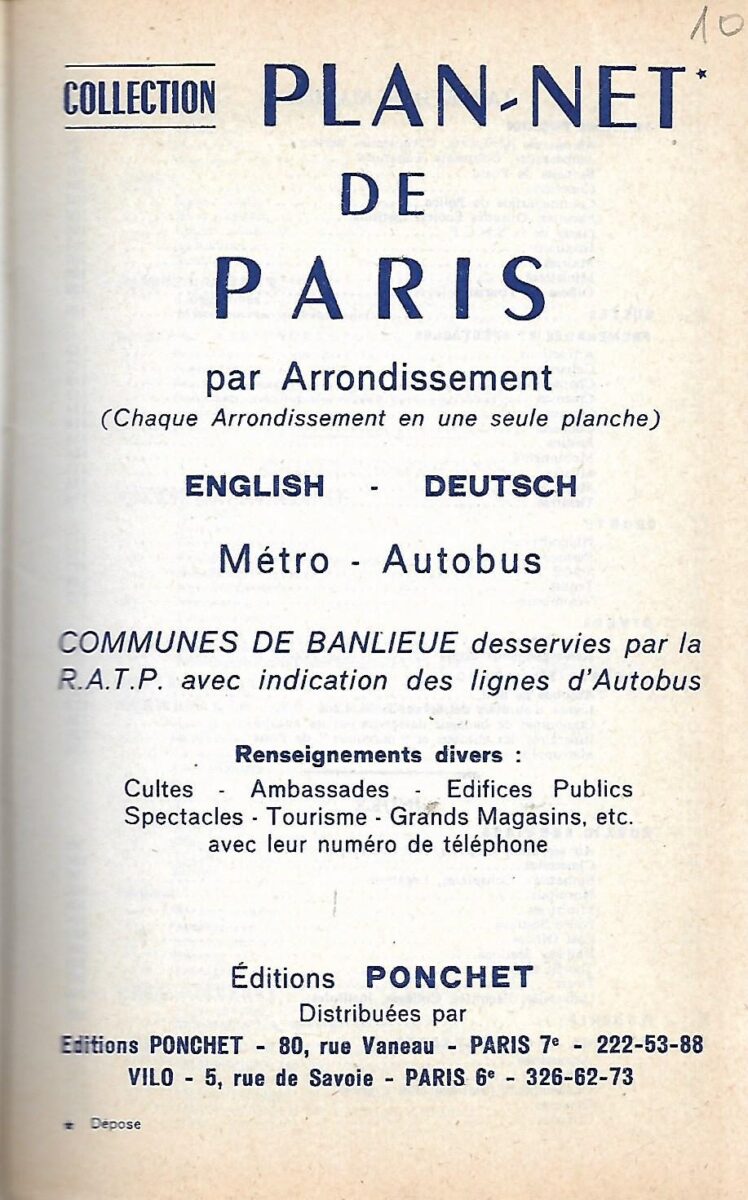 10
COLLECTION PLAN-NET*
DE
PARIS
par Arrondissement
(Chaque Arrondissement en une seule planche)
ENGLISH - DEUTSCH
Métro - Autobus
COMMUNES DE BANLIEUE desservies par la
R.A.T.P. avec indication des lignes d'Autobus
Renseignements divers :
Cultes - Ambassades - Edifices Publics
Spectacles - Tourisme - Grands Magasins, etc.
avec leur numéro de téléphone
Éditions PONCHET
Distribuées par
Editions PONCHET - 80, rue Vaneau - PARIS 7e - 222-53-88
VILO - 5, rue de Savoie - PARIS 6e - 326-62-73
* Déposé